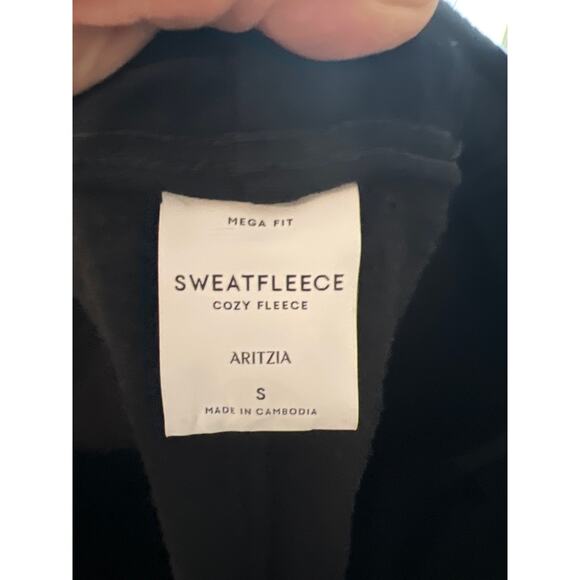 MEGA FIT
SWEATFLEECE
COZY FLEECE
ARITZIA
S
MADE IN CAMBODIA